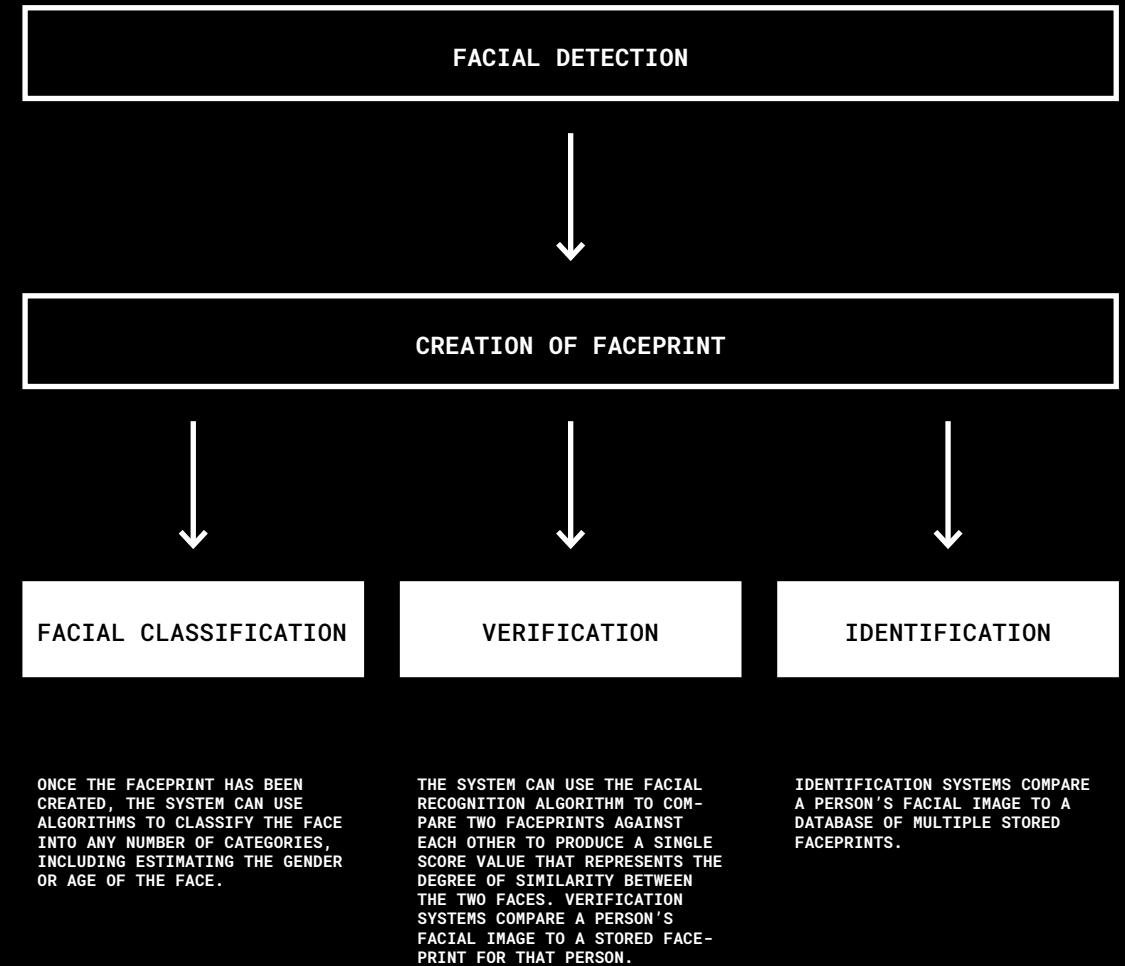 FACIAL DETECTION
CREATION OF FACEPRINT
FACIAL CLASSIFICATION
VERIFICATION
IDENTIFICATION
ONCE THE FACEPRINT HAS BEEN
CREATED, THE SYSTEM CAN USE
ALGORITHMS TO CLASSIFY THE FACE
INTO ANY NUMBER OF CATEGORIES,
INCLUDING ESTIMATING THE GENDER
OR AGE OF THE FACE.
THE SYSTEM CAN USE THE FACIAL
RECOGNITION ALGORITHM TO COM-
PARE TWO FACEPRINTS AGAINST
EACH OTHER TO PRODUCE A SINGLE
SCORE VALUE THAT REPRESENTS THE
DEGREE OF SIMILARITY BETWEEN
THE TWO FACES. VERIFICATION
SYSTEMS COMPARE A PERSON'S
FACIAL IMAGE TO A STORED FACE-
PRINT FOR THAT PERSON.
IDENTIFICATION SYSTEMS COMPARE
A PERSON'S FACIAL IMAGE TO A
DATABASE OF MULTIPLE STORED
FACEPRINTS.